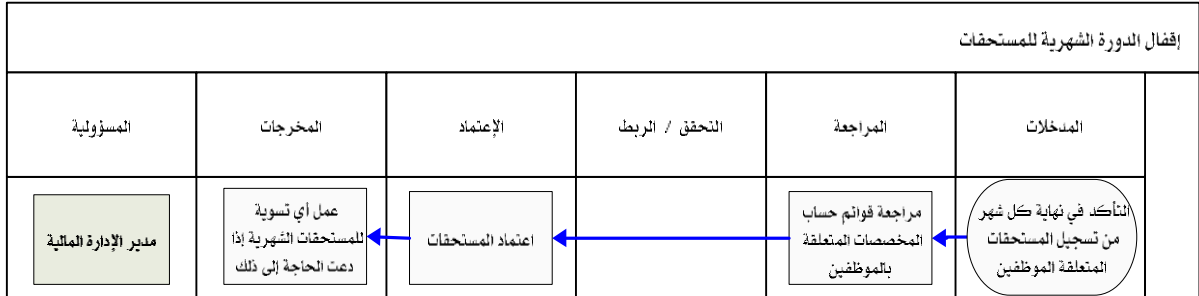 إقفال الدورة الشهرية للمستحقات
المدخلات
المراجعة
التحقق / الربط
الإعتماد
المخرجات
المسؤولية
التأكد في نهاية كل شهر
من تسجيل المستحقات
المتعلقة الموظفين
مراجعة قوائم حساب
المخصصات المتعلقة
بالموظفين
اعتماد المستحقات
عمل أي تسوية
للمستحقات الشهرية إذا
دعت الحاجة إلى ذلك
مدير الإدارة المالية